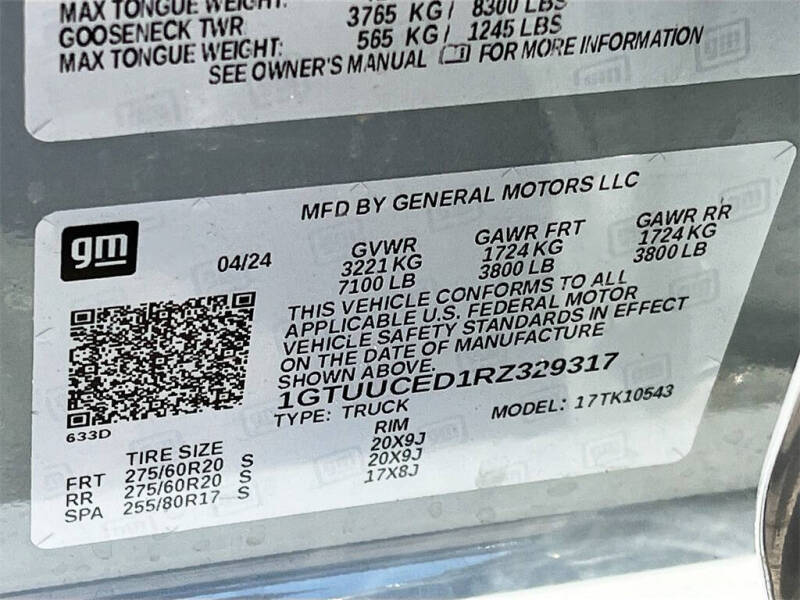 MAX TONGUE WEIGHT:
3765 KG/ 8300 LBS
GOOSENECK TWR
565 KG/ 1245 LBS
MAX TONGUE WEIGHT:
SEE OWNER'S MANUAL FOR MORE INFORMATION
gm
MFD BY GENERAL MOTORS LLC
04/24
GVWR GAWR FRT GAWR RR
3221 KG 1724 KG 1724 KG
7100 LB 3800 LB 3800 LB
THIS VEHICLE CONFORMS TO ALL
APPLICABLE U.S. FEDERAL MOTOR
VEHICLE SAFETY STANDARDS IN EFFECT
ON THE DATE OF MANUFACTURE
SHOWN ABOVE.
1GTUUCED1RZ329317
TYPE: TRUCK MODEL: 17TK10543
633D
TIRE SIZE RIM
FRT 275/60R20 S 20X9J
RR 275/60R20 S 20X9J
SPA 255/80R17 S 17X8J